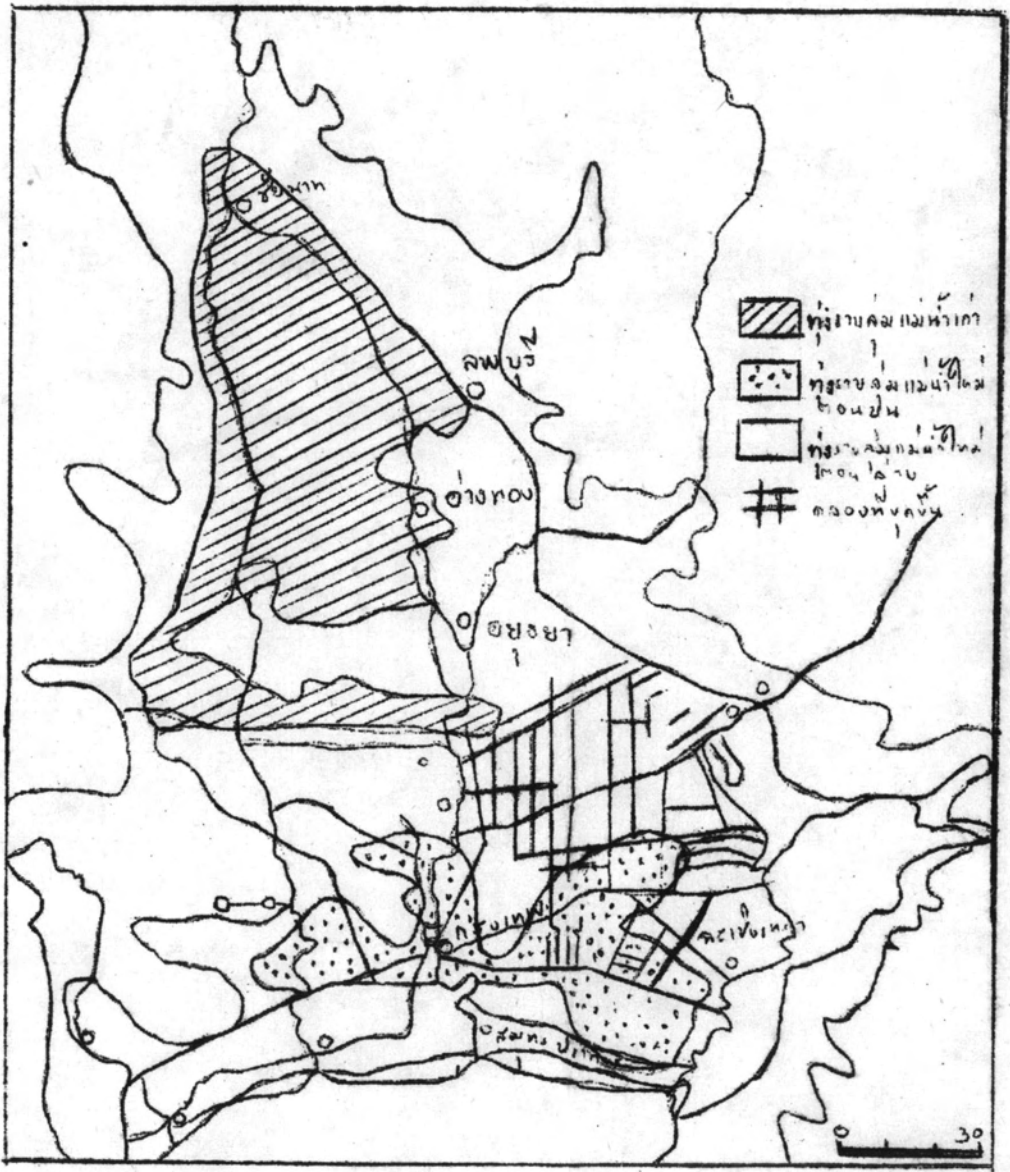 ชัยนาท
ลพบุรี
อ่างทอง
อยุธยา
ทุ่งราบลุ่มแม่น้ำเก่า
ทุ่งราบลุ่มแม่น้ำใหม่
ตอนบน
ทุ่งราบลุ่มแม่น้ำใหม่
ตอนล่าง
คลองที่ขุดขึ้น
กรุงเทพฯ
ฉะเชิงเทรา
สมุทรปราการ
0 30